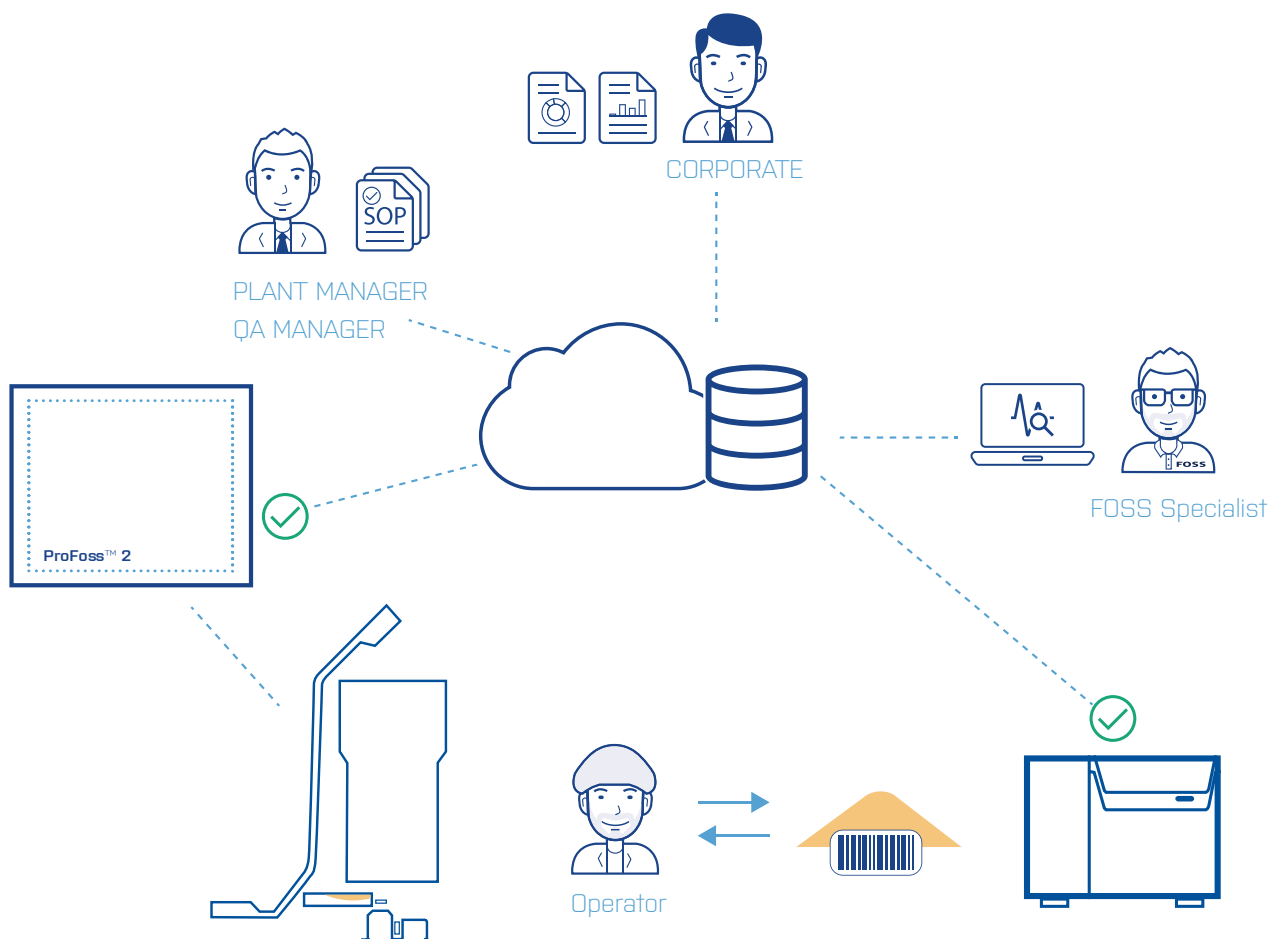 CORPORATE
SOP
PLANT MANAGER
QA MANAGER
FOSS
FOSS Specialist
ProFoss™ 2
Operator